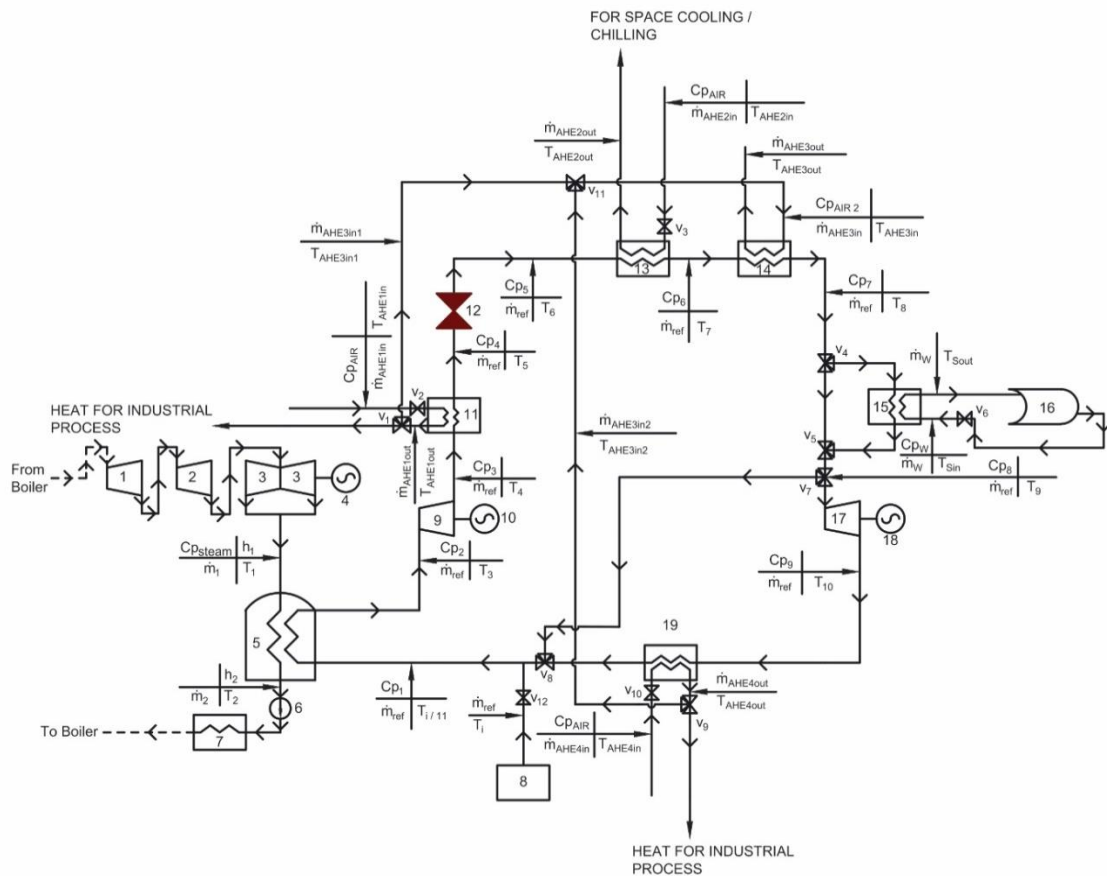 FOR SPACE COOLING /
CHILLING
Cp_AIR
ṁ_AHE2in T_AHE2in
ṁ_AHE2out
T_AHE2out
ṁ_AHE3out
T_AHE3out
v11
v3
Cp_AIR 2
ṁ_AHE3in T_AHE3in
ṁ_AHE3in1
T_AHE3in1
13
14
Cp5
ṁ_ref T6
Cp6
ṁ_ref T7
Cp7
ṁ_ref T8
12
Cp_AIR T_AHE1in
ṁ_AHE1in
Cp4
ṁ_ref T5
v4
ṁ_W T_Sout
v2
v1
11
15
16
v6
HEAT FOR INDUSTRIAL
PROCESS
ṁ_AHE1out
T_AHE1out
ṁ_AHE3in2
T_AHE3in2
v5
Cp_W
ṁ_W T_Sin
From
Boiler
1
2
3
3
4
Cp3
ṁ_ref T4
v7
Cp8
ṁ_ref T9
9
10
17
18
Cp_steam h1
ṁ1 T1
Cp2
ṁ_ref T3
Cp9
ṁ_ref T10
5
19
v8
h2
ṁ2 T2
6
Cp1
ṁ_ref T_i / 11
ṁ_ref
T_i
v12
v10
ṁ_AHE4out
T_AHE4out
v9
To Boiler
7
8
Cp_AIR
ṁ_AHE4in T_AHE4in
HEAT FOR INDUSTRIAL
PROCESS